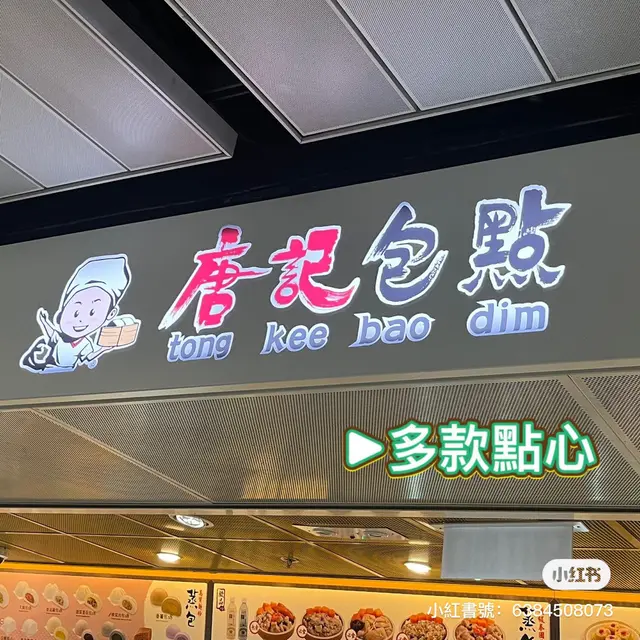 唐記包點
tong kee bao dim
▶多款點心
蒸包
小红书
小紅書號：6384508073